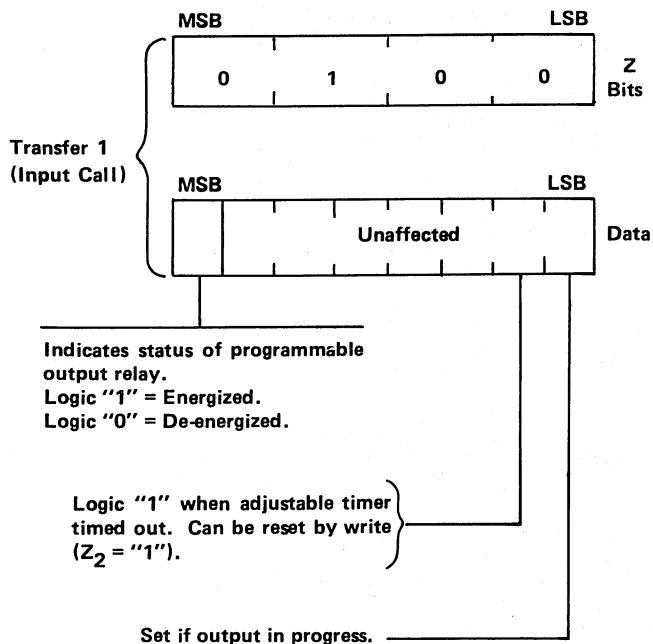 MSB LSB
0 1 0 0
Z
Bits
Transfer 1
(Input Call)
MSB LSB
Unaffected
Data
Indicates status of programmable
output relay.
Logic “1” = Energized.
Logic “0” = De-energized.
Logic “1” when adjustable timer
timed out. Can be reset by write
(Z2 = “1”).
Set if output in progress.